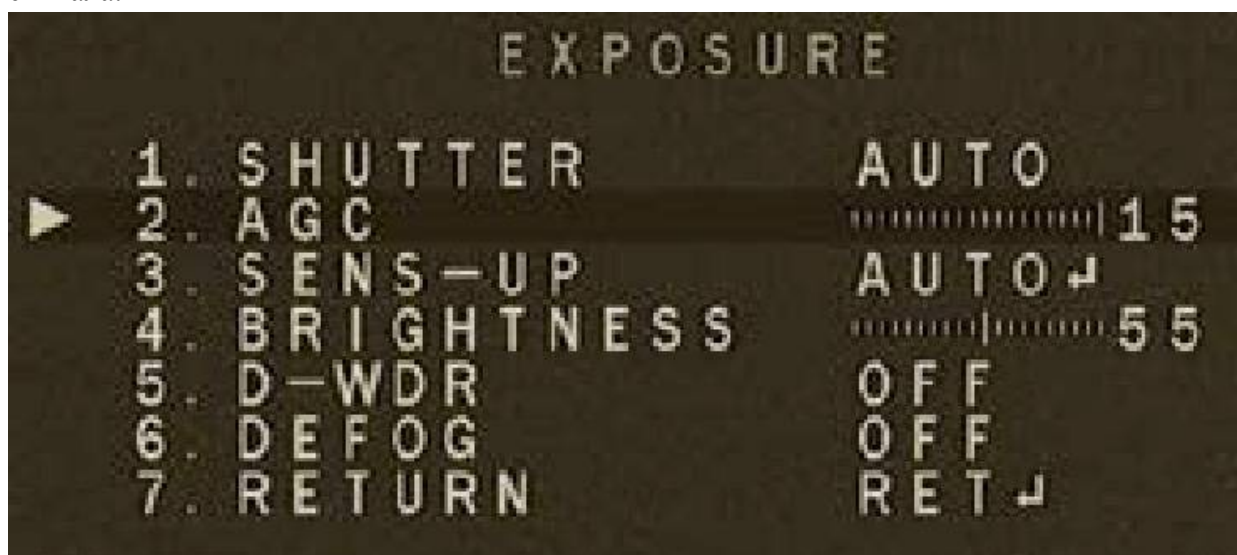 EXPOSURE
1. SHUTTER AUTO
2. AGC 15
3. SENS-UP AUTO↲
4. BRIGHTNESS 55
5. D-WDR OFF
6. DEFOG OFF
7. RETURN RET↲